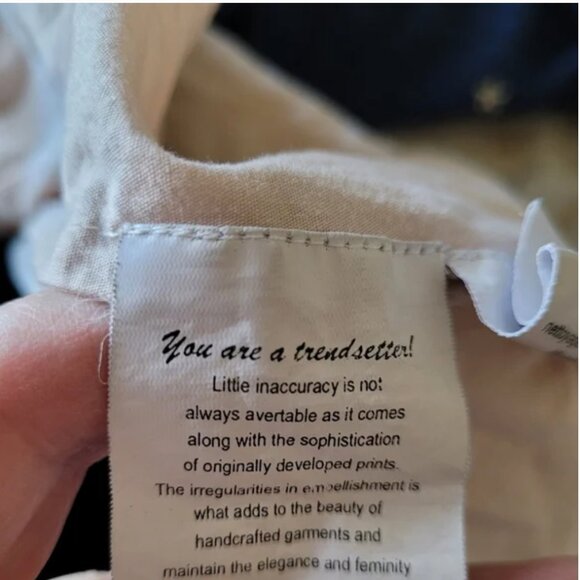 You are a trendsetter!
Little inaccuracy is not
always avertable as it comes
along with the sophistication
of originally developed prints.
The irregularities in embellishment is
what adds to the beauty of
handcrafted garments and
maintain the elegance and feminity